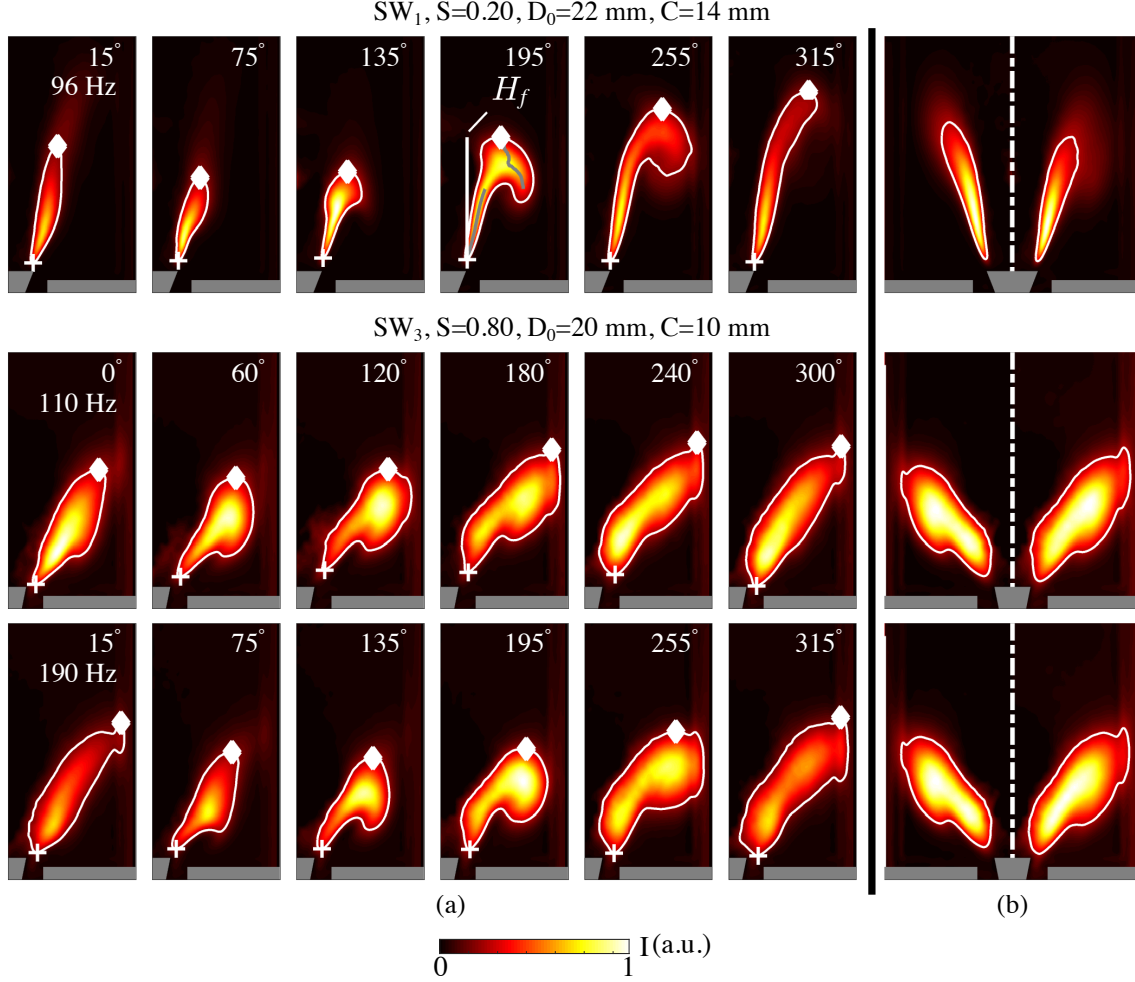 SW₁, S=0.20, D₀=22 mm, C=14 mm
15° 75° 135° 195° 255° 315°
96 Hz
H_f
SW₃, S=0.80, D₀=20 mm, C=10 mm
0° 60° 120° 180° 240° 300°
110 Hz
15° 75° 135° 195° 255° 315°
190 Hz
(a) (b)
I (a.u.)
0 1